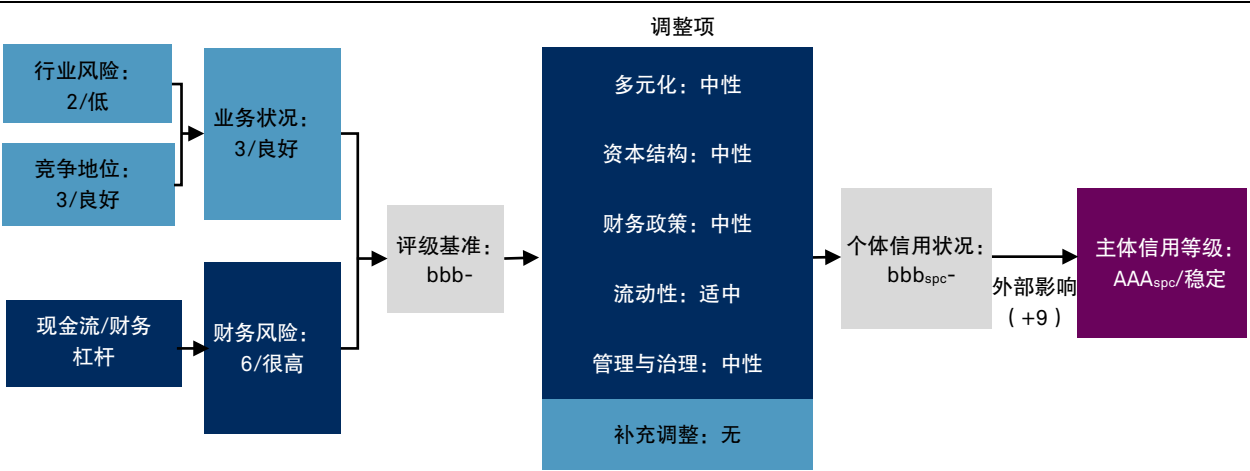 调整项
行业风险：
2/低
竞争地位：
3/良好
业务状况：
3/良好
现金流/财务
杠杆
财务风险：
6/很高
评级基准：
bbb-
多元化：中性
资本结构：中性
财务政策：中性
流动性：适中
管理与治理：中性
补充调整：无
个体信用状况：
bbbspc-
外部影响
（+9）
主体信用等级：
AAAspc/稳定